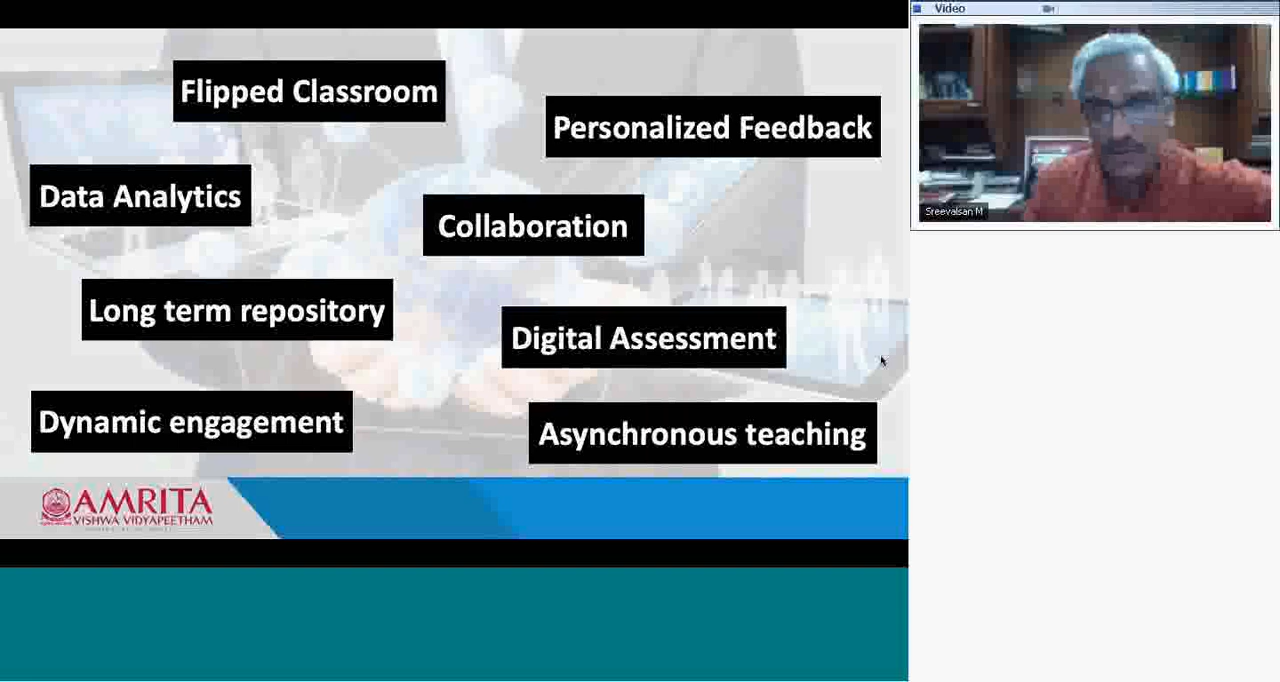 Video
Flipped Classroom
Personalized Feedback
Data Analytics
Sreevalsan M
Collaboration
Long term repository
Digital Assessment
Dynamic engagement
Asynchronous teaching
AMRITA
VISHWA VIDYAPEETHAM